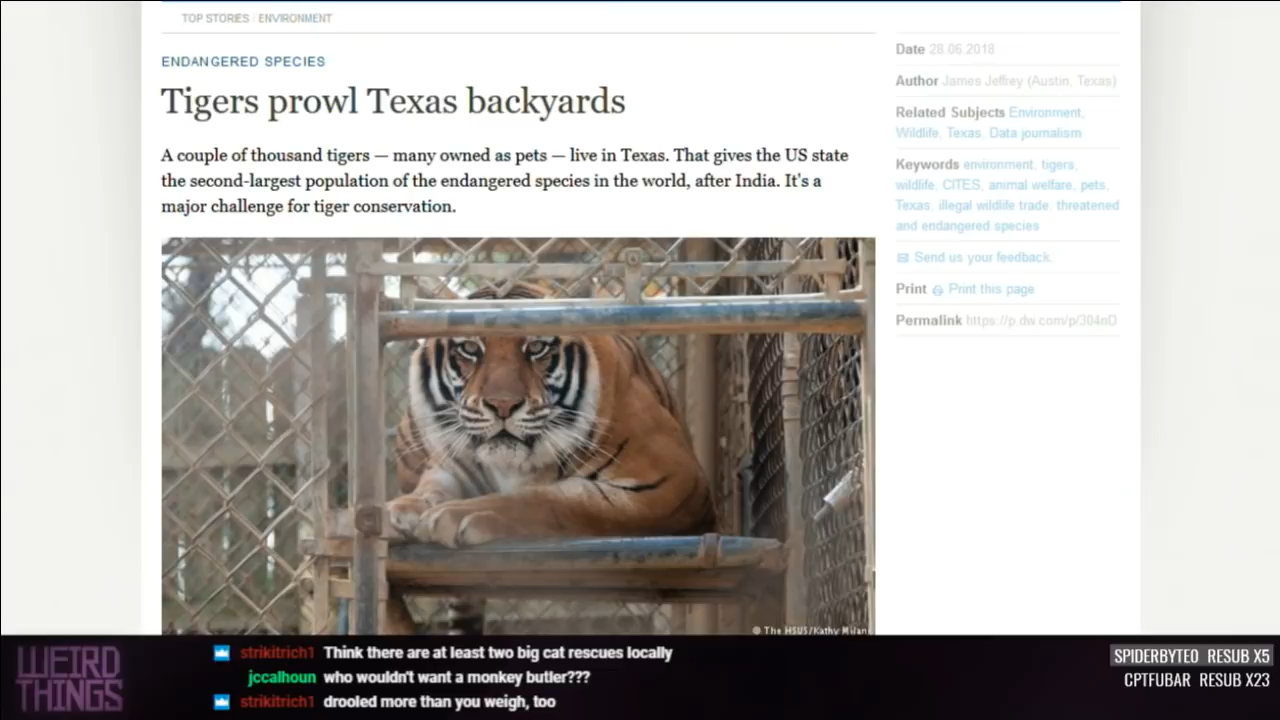 TOP STORIES / ENVIRONMENT
ENDANGERED SPECIES
Tigers prowl Texas backyards
A couple of thousand tigers — many owned as pets — live in Texas. That gives the US state
the second-largest population of the endangered species in the world, after India. It's a
major challenge for tiger conservation.
Date 28.06.2018
Author James Jeffrey (Austin, Texas)
Related Subjects Environment,
Wildlife, Texas, Data journalism
Keywords environment, tigers,
wildlife, CITES, animal welfare, pets,
Texas, illegal wildlife trade, threatened
and endangered species
Send us your feedback.
Print Print this page
Permalink https://p.dw.com/p/304nD
© The HSUS/Kathy Milani
WEIRD
THINGS
strikitrich1 Think there are at least two big cat rescues locally
jccalhoun who wouldn't want a monkey butler???
strikitrich1 drooled more than you weigh, too
SPIDERBYTE0 RESUB X5
CPTFUBAR RESUB X23